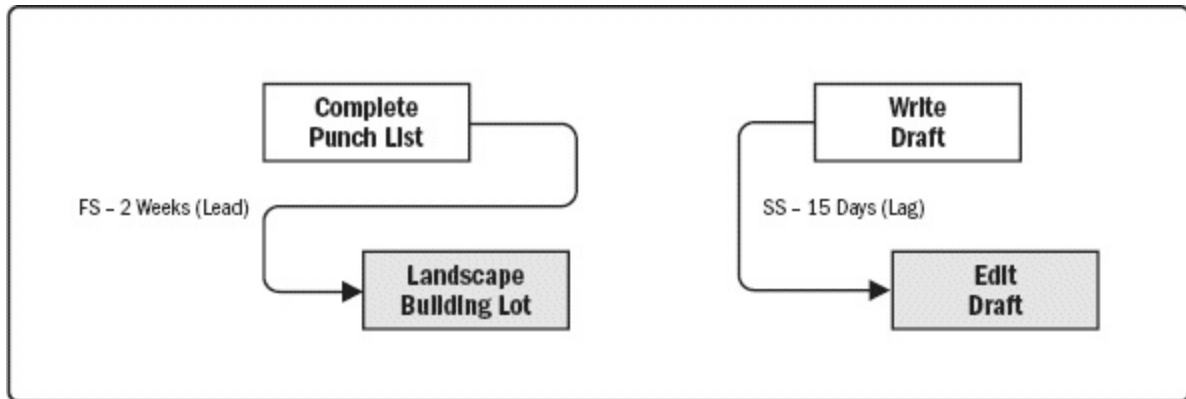 Complete
Punch List
Write
Draft
FS – 2 Weeks (Lead)
SS – 15 Days (Lag)
Landscape
Building Lot
Edit
Draft